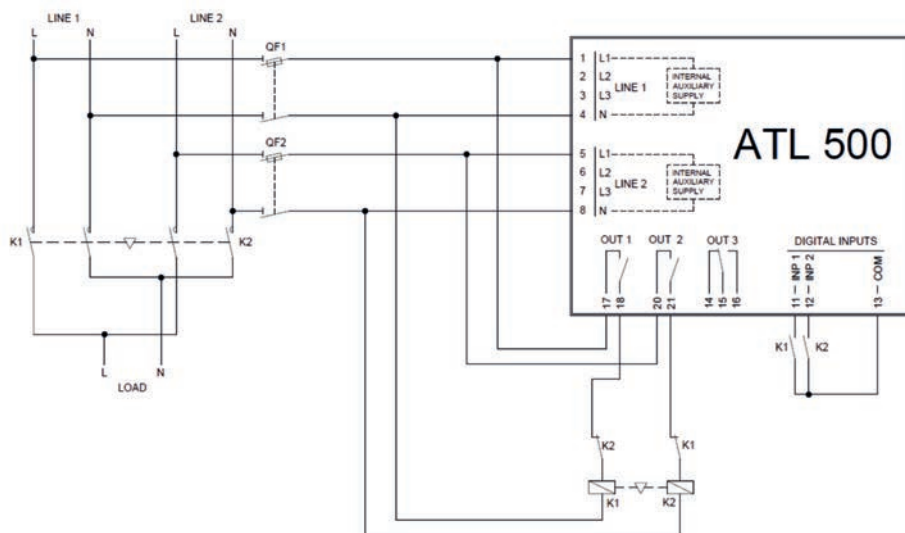 LINE 1 LINE 2
L N L N
QF1
1 L1
2 L2
3 L3
4 N
LINE 1
INTERNAL
AUXILIARY
SUPPLY
ATL 500
QF2
5 L1
6 L2
7 L3
8 N
LINE 2
INTERNAL
AUXILIARY
SUPPLY
K1 K2
OUT 1 OUT 2 OUT 3 DIGITAL INPUTS
17 18 20 21 14 15 16
11 INP 1
12 INP 2
13 COM
K1 K2
L N
LOAD
K2 K1
K1 K2